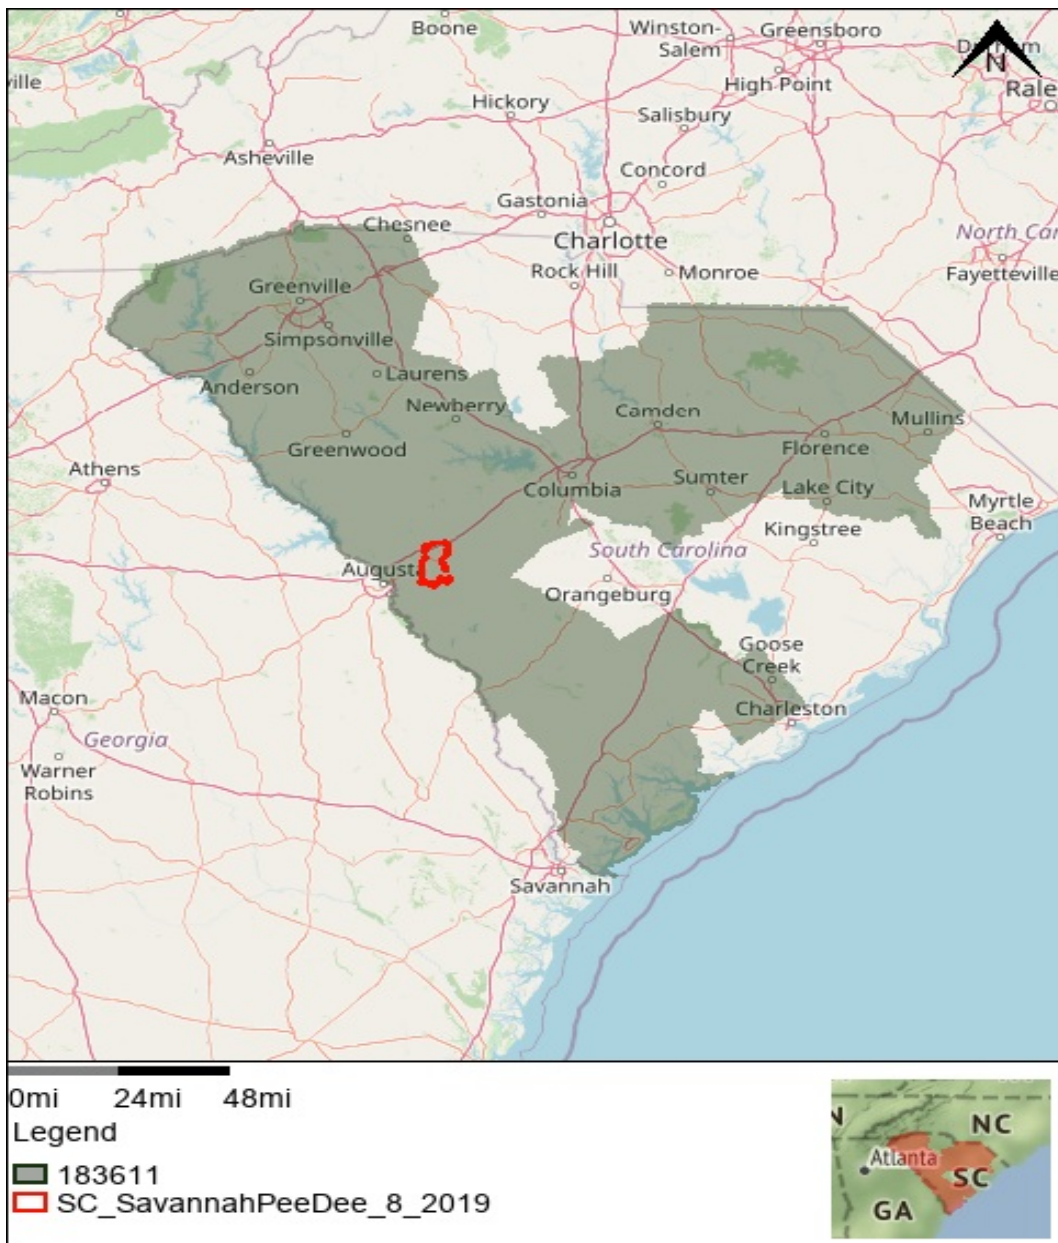 Boone
Winston-
Salem
Greensboro
ville
High Point
N
Rale
Hickory
Salisbury
Asheville
Concord
Gastonia
Chesnee
Charlotte
North Car
Rock Hill
Monroe
Fayetteville
Greenville
Simpsonville
Laurens
Anderson
Newberry
Camden
Mullins
Greenwood
Florence
Athens
Columbia
Sumter
Lake City
Myrtle
Beach
Kingstree
South Carolina
August
Orangeburg
Goose
Creek
Macon
Charleston
Georgia
Warner
Robins
Savannah
0mi 24mi 48mi
Legend
183611
SC_SavannahPeeDee_8_2019
N
NC
Atlanta
SC
GA